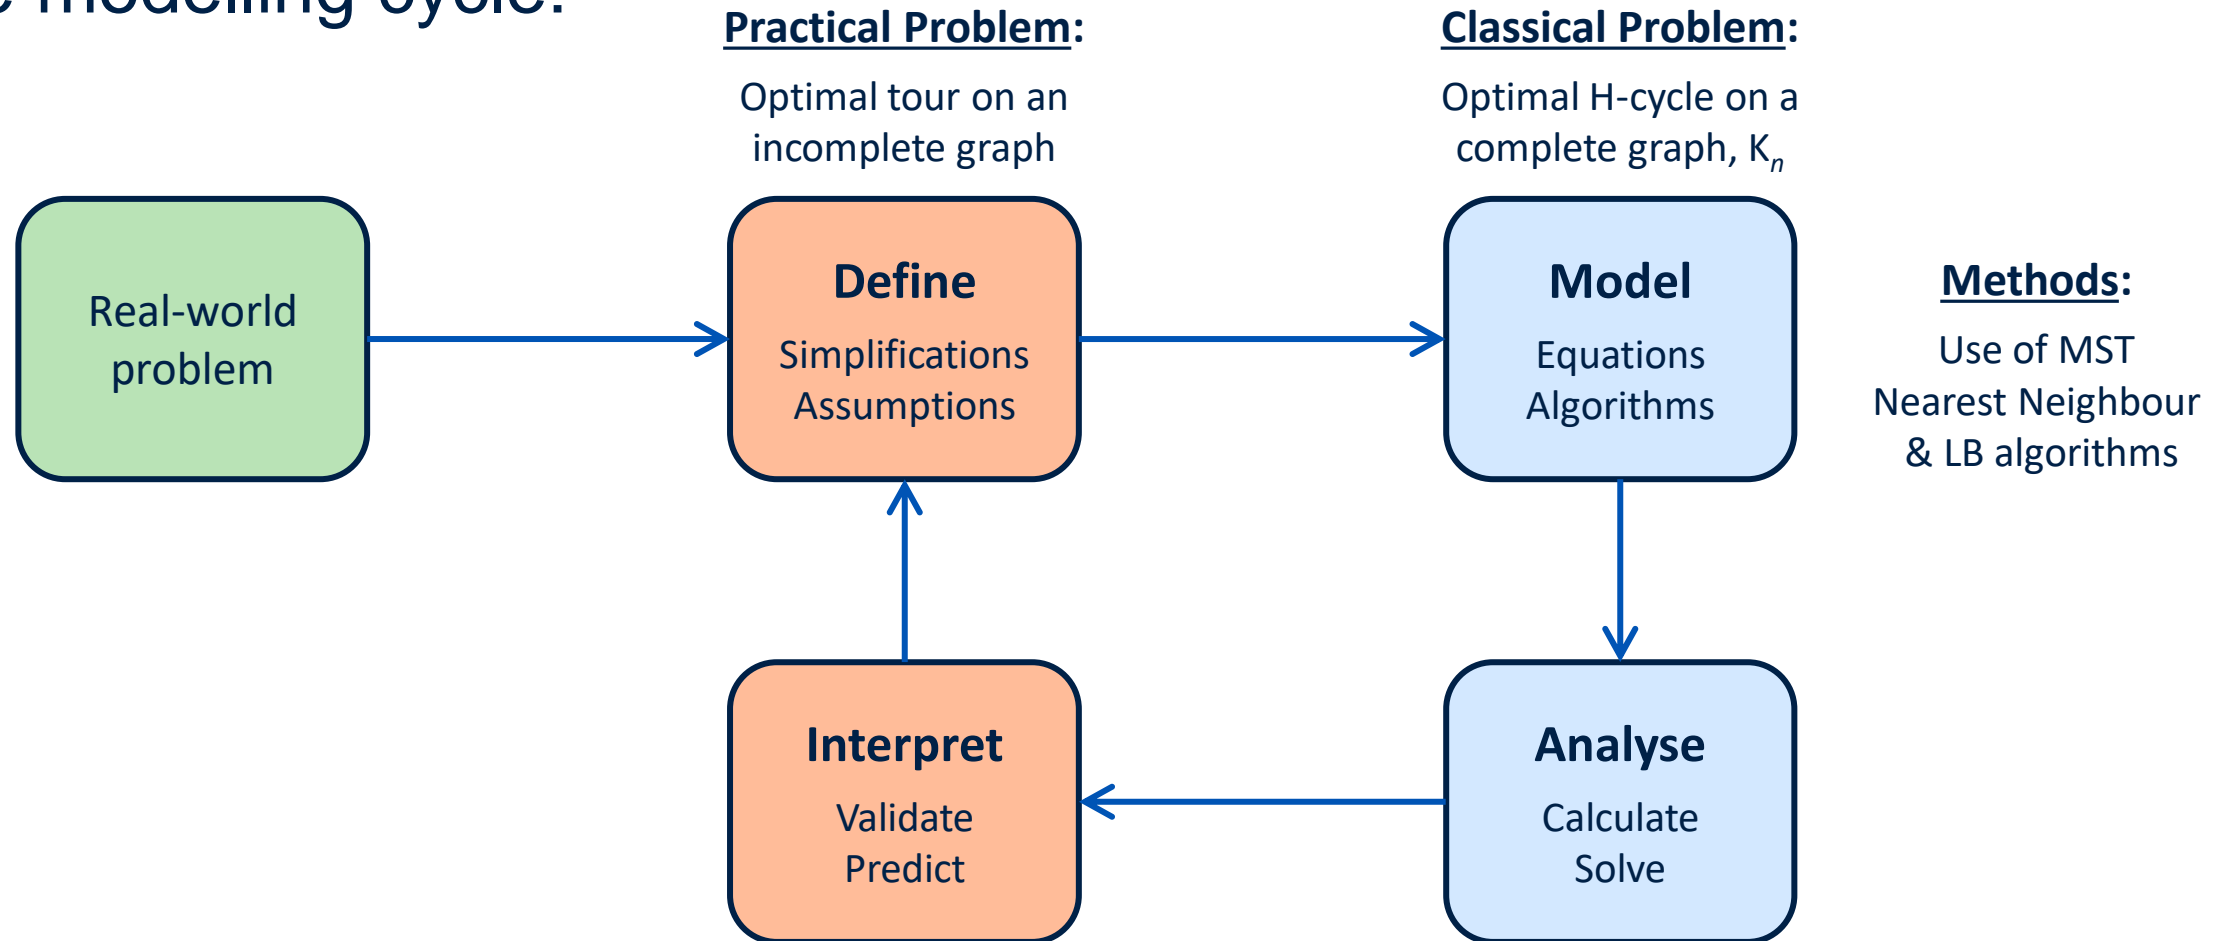 modelling cycle:
Practical Problem:
Optimal tour on an
incomplete graph
Classical Problem:
Optimal H-cycle on a
complete graph, Kn
Real-world
problem
Define
Simplifications
Assumptions
Model
Equations
Algorithms
Methods:
Use of MST
Nearest Neighbour
& LB algorithms
Interpret
Validate
Predict
Analyse
Calculate
Solve